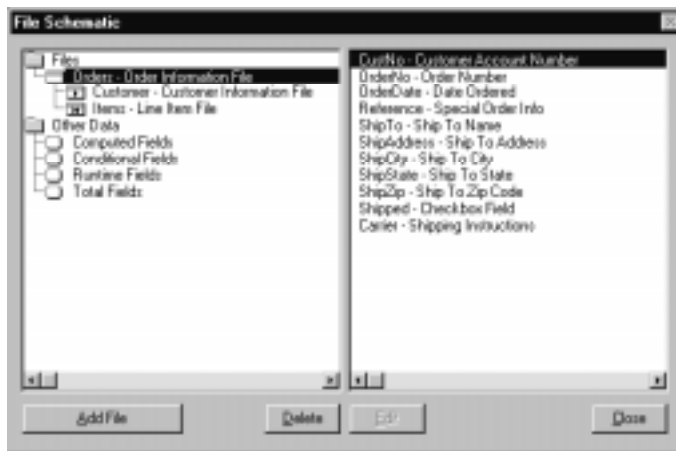 File Schematic
Files
Orders - Order Information File
Customer - Customer Information File
Items - Line Item File
Other Data
Computed Fields
Conditional Fields
Runtime Fields
Total Fields
CustNo - Customer Account Number
OrderNo - Order Number
OrderDate - Date Ordered
Reference - Special Order Info
ShipTo - Ship To Name
ShipAddress - Ship To Address
ShipCity - Ship To City
ShipState - Ship To State
ShipZip - Ship To Zip Code
Shipped - Checkbox Field
Carrier - Shipping Instructions
Add File
Delete
Edit
Close